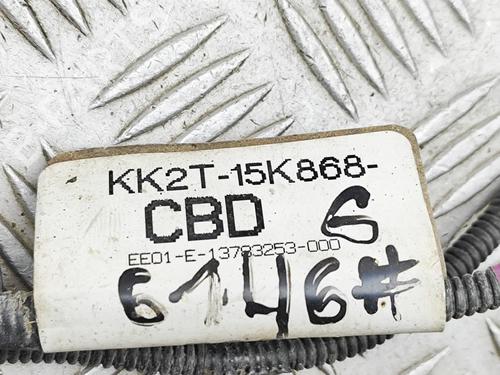 KK2T-15K868-
CBD S
EE01-E-13783253-000
6146#